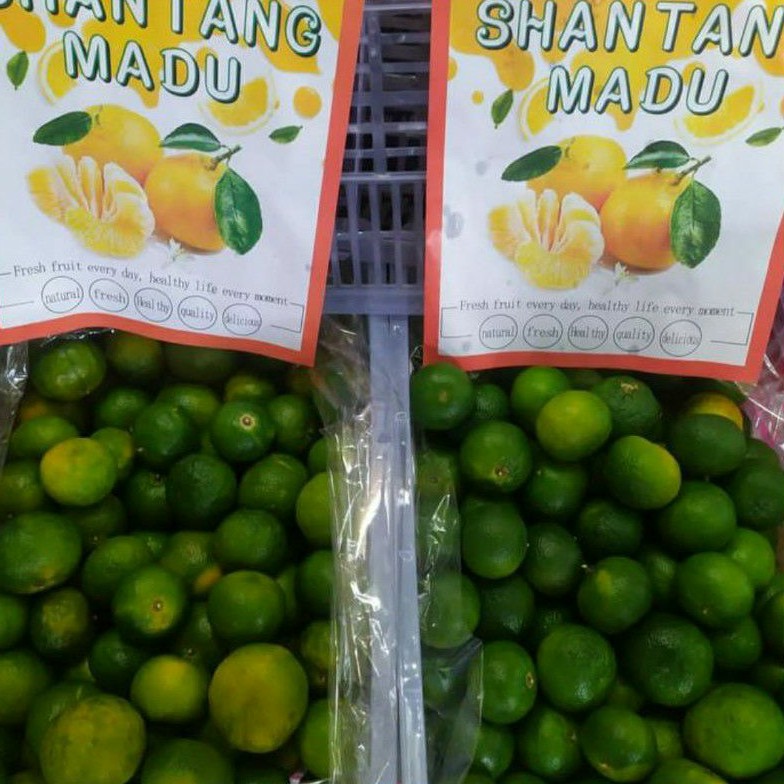 SHANTANG
MADU
Fresh fruit every day, healthy life every moment
natural fresh Healthy quality delicious
SHANTAN
MADU
Fresh fruit every day, healthy life every moment
natural fresh Healthy quality delicious